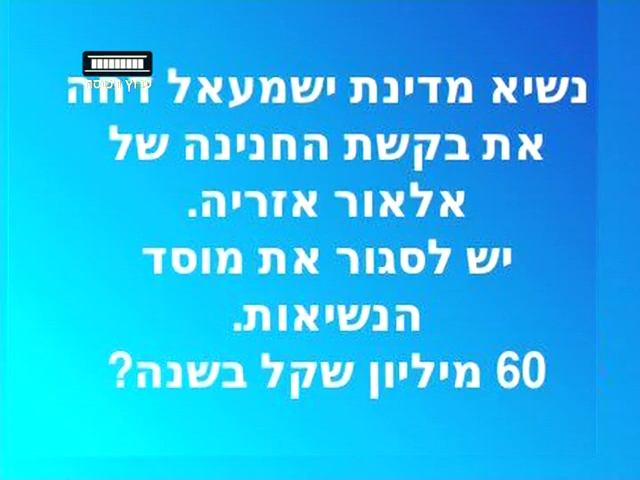 נשיא מדינת ישמעאל דחה
את בקשת החנינה של
אלאור אזריה.
יש לסגור את מוסד
הנשיאות.
60 מיליון שקל בשנה?